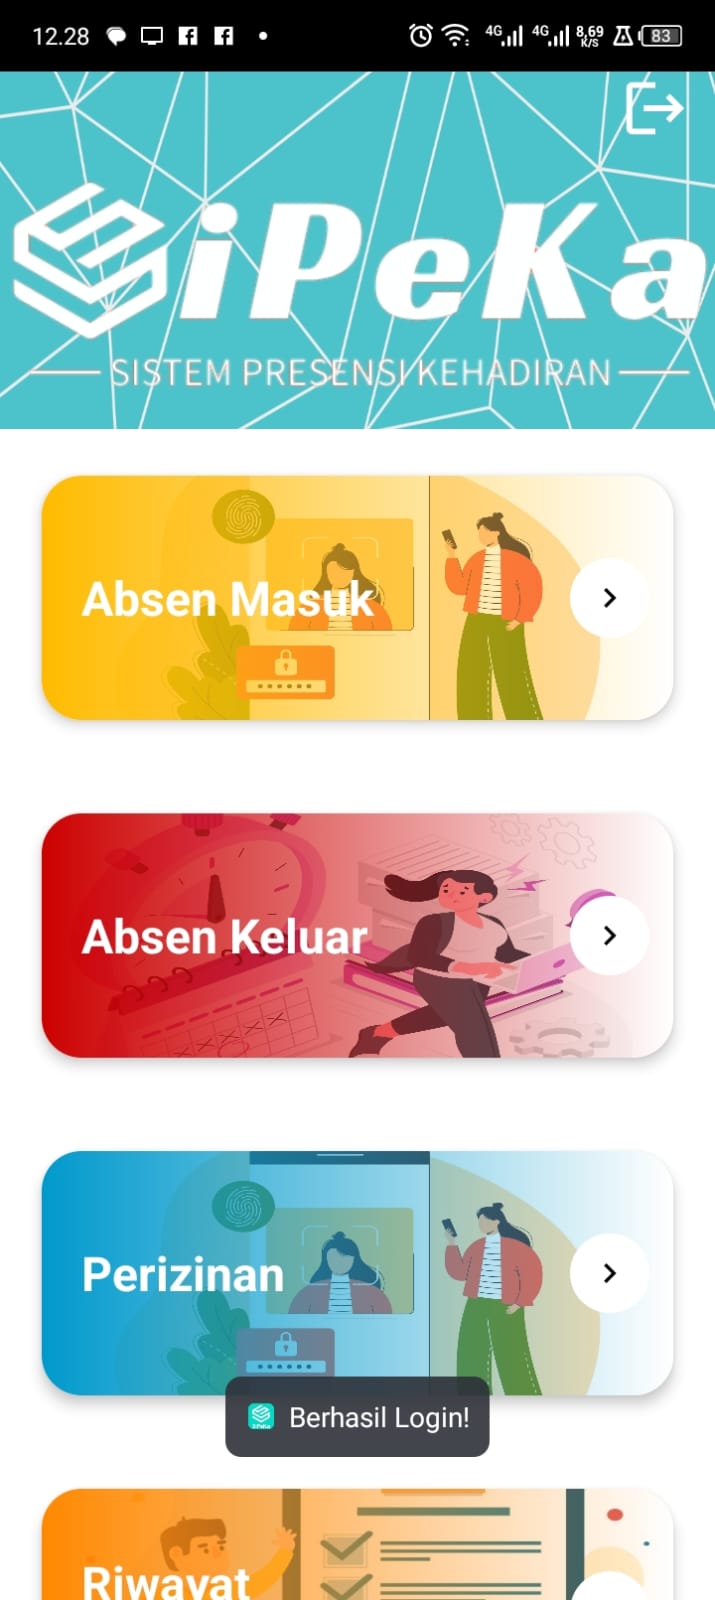 12.28
4G 4G 8,69 K/S 83
SiPeKa
SISTEM PRESENSI KEHADIRAN
Absen Masuk
Absen Keluar
Perizinan
Berhasil Login!
Riwayat